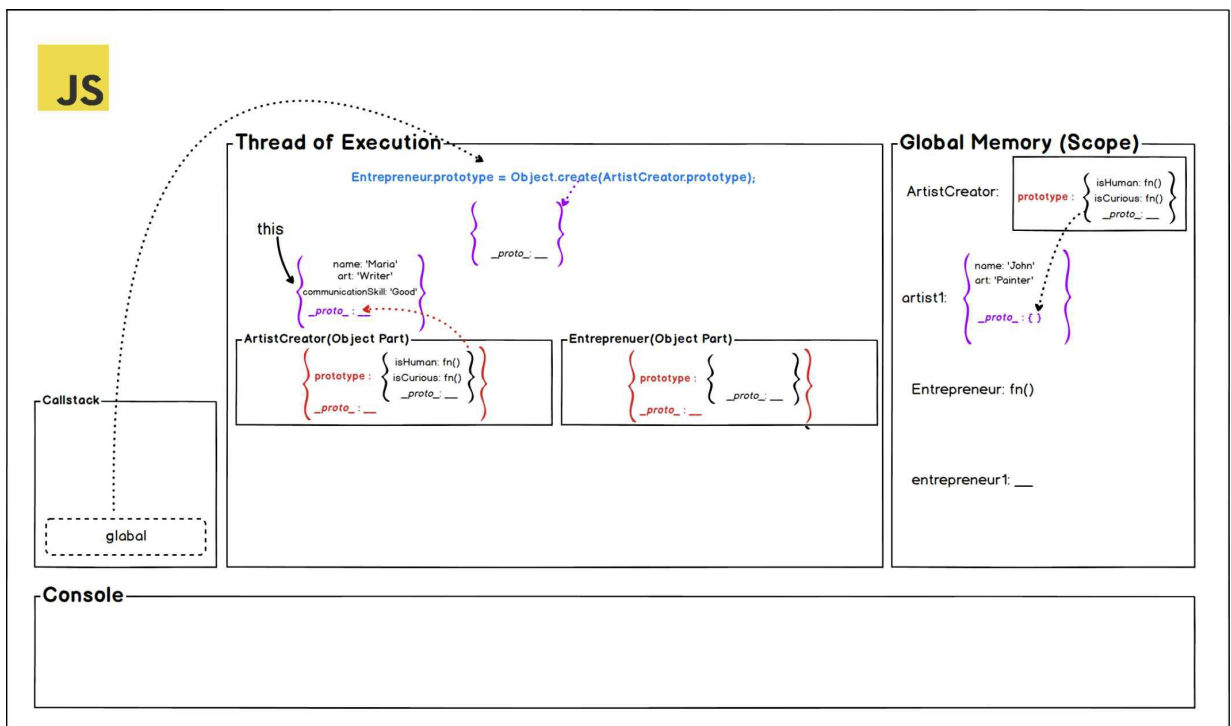 JS
Thread of Execution
Entrepreneur.prototype = Object.create(ArtistCreator.prototype);
_proto_: __
this
name: 'Maria'
art: 'Writer'
communicationSkill: 'Good'
_proto_ : __
ArtistCreator(Object Part)
prototype :
isHuman: fn()
isCurious: fn()
_proto_: __
_proto_ : __
Entreprenuer(Object Part)
prototype :
_proto_: __
_proto_ : __
Global Memory (Scope)
ArtistCreator:
prototype :
isHuman: fn()
isCurious: fn()
_proto_: __
artist1:
name: 'John'
art: 'Painter'
_proto_ : { }
Entrepreneur: fn()
entrepreneur1: __
Callstack
glabal
Console